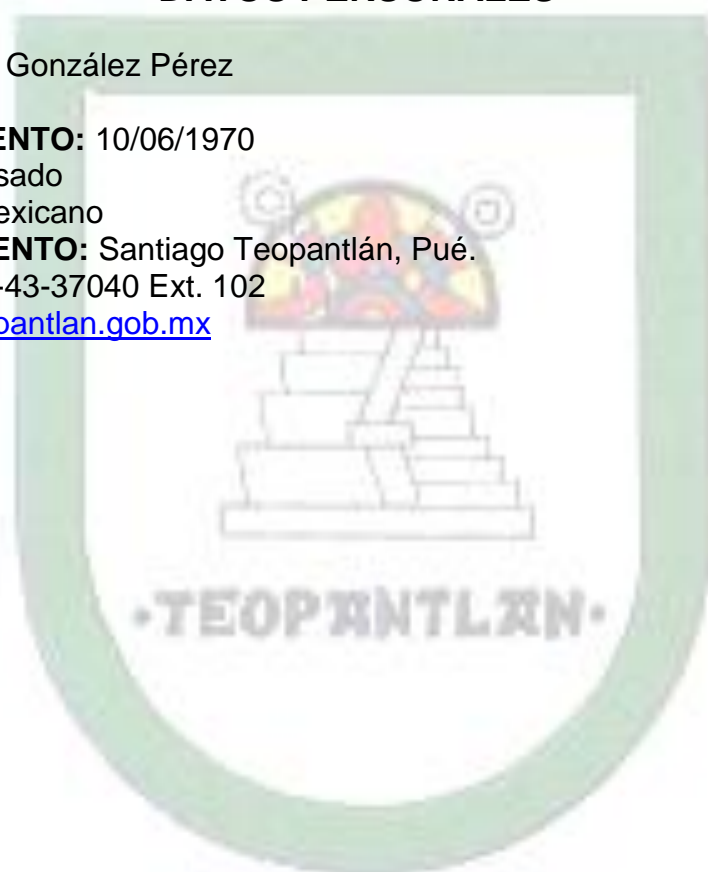 González Pérez
ENTO: 10/06/1970
sado
exicano
ENTO: Santiago Teopantlán, Pué.
-43-37040 Ext. 102
pantlan.gob.mx
•TEOPANTLAN•